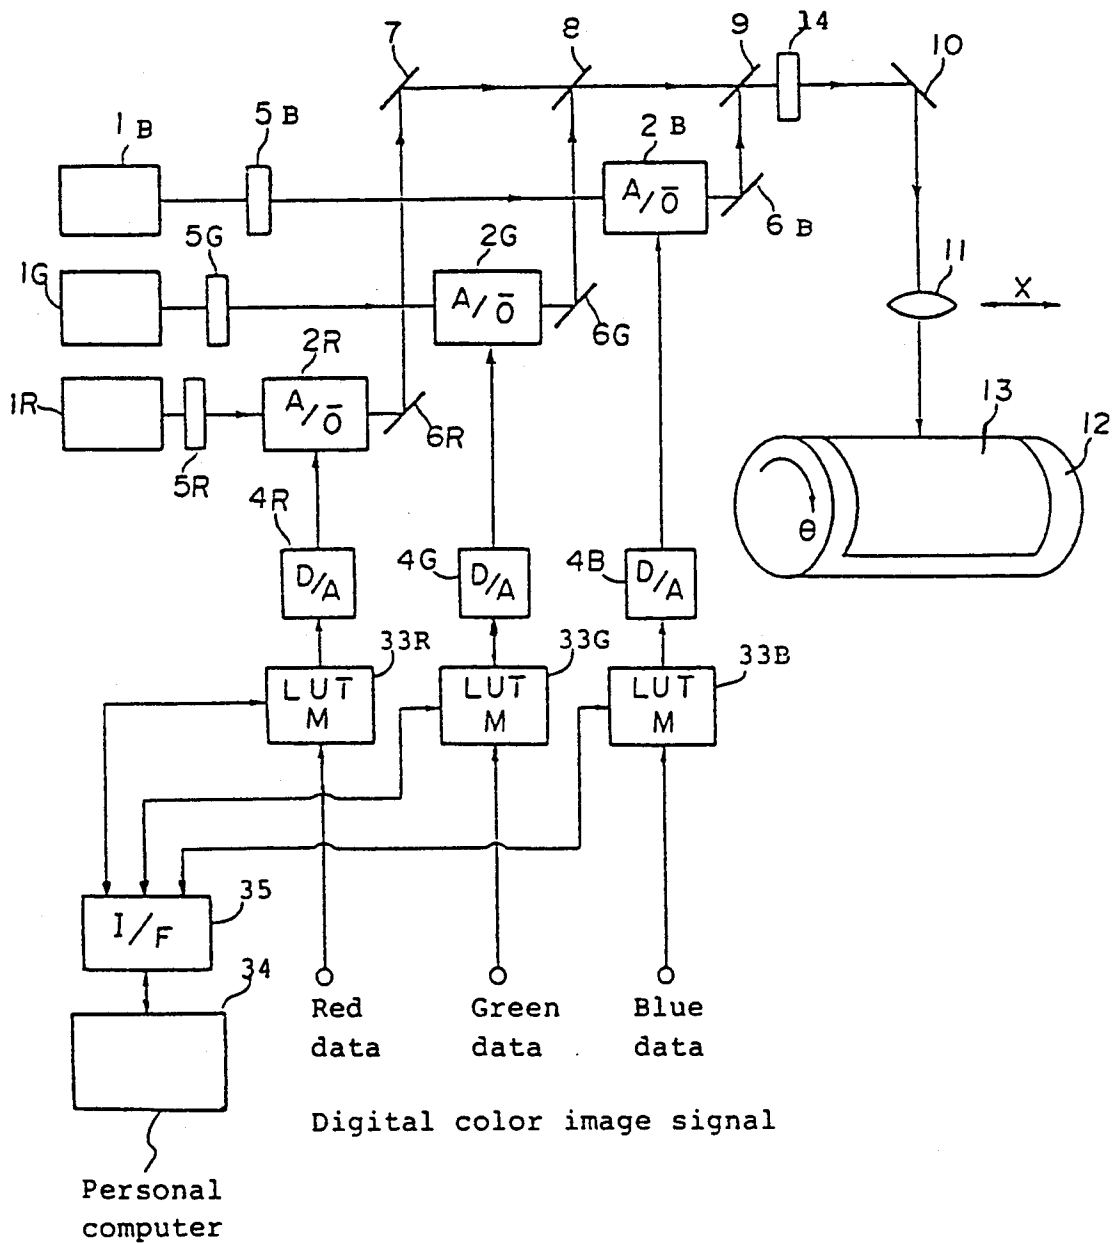 7
8
9
14
10
1B
5B
2B
A/O̅
6B
5G
2G
1G
A/O̅
6G
11
X
2R
1R
A/O̅
6R
5R
13
12
θ
4R
D/A
4G
D/A
4B
D/A
33R
33G
33B
LUT
M
LUT
M
LUT
M
35
I/F
34
Red
data
Green
data
Blue
data
Digital color image signal
Personal
computer